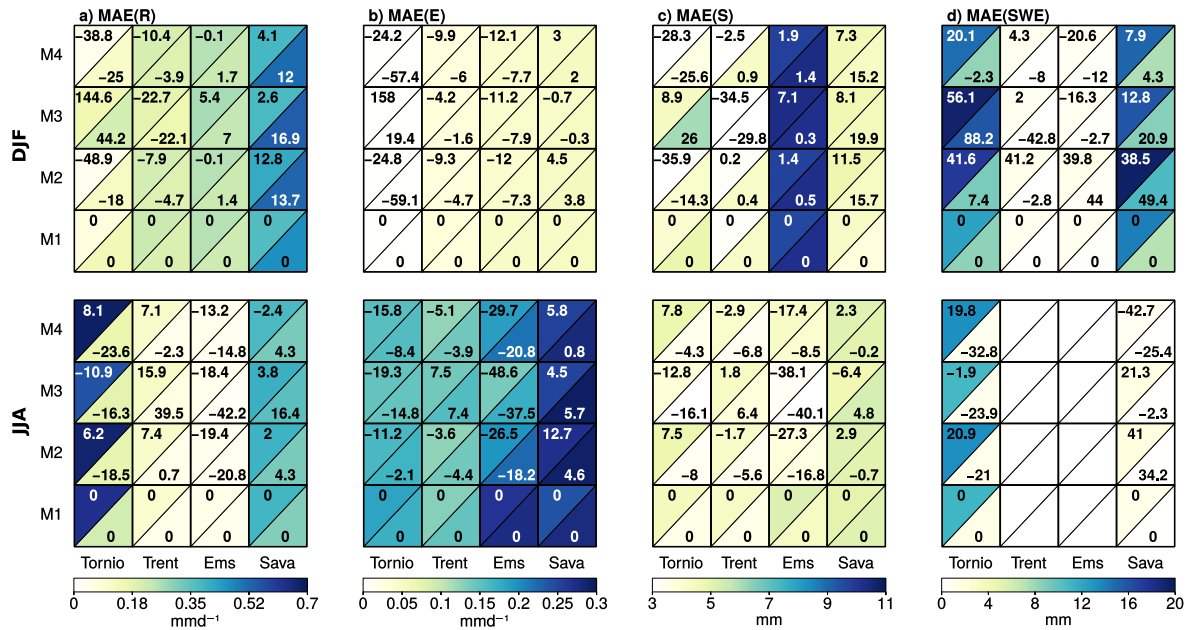 a) MAE(R) b) MAE(E) c) MAE(S) d) MAE(SWE)
DJF
M4
−38.8 −10.4 −0.1 4.1 −24.2 −9.9 −12.1 3 −28.3 −2.5 1.9 7.3 20.1 4.3 −20.6 7.9
−25 −3.9 1.7 12 −57.4 −6 −7.7 2 −25.6 0.9 1.4 15.2 −2.3 −8 −12 4.3
M3
144.6 −22.7 5.4 2.6 158 −4.2 −11.2 −0.7 8.9 −34.5 7.1 8.1 56.1 2 −16.3 12.8
44.2 −22.1 7 16.9 19.4 −1.6 −7.9 −0.3 26 −29.8 0.3 19.9 88.2 −42.8 −2.7 20.9
M2
−48.9 −7.9 −0.1 12.8 −24.8 −9.3 −12 4.5 −35.9 0.2 1.4 11.5 41.6 41.2 39.8 38.5
−18 −4.7 1.4 13.7 −59.1 −4.7 −7.3 3.8 −14.3 0.4 0.5 15.7 7.4 −2.8 44 49.4
M1
0 0 0 0 0 0 0 0 0 0 0 0 0 0 0 0
0 0 0 0 0 0 0 0 0 0 0 0 0 0 0 0
JJA
M4
8.1 7.1 −13.2 −2.4 −15.8 −5.1 −29.7 5.8 7.8 −2.9 −17.4 2.3 19.8 −42.7
−23.6 −2.3 −14.8 4.3 −8.4 −3.9 −20.8 0.8 −4.3 −6.8 −8.5 −0.2 −32.8 −25.4
M3
−10.9 15.9 −18.4 3.8 −19.3 7.5 −48.6 4.5 −12.8 1.8 −38.1 −6.4 −1.9 21.3
−16.3 39.5 −42.2 16.4 −14.8 7.4 −37.5 5.7 −16.1 6.4 −40.1 4.8 −23.9 −2.3
M2
6.2 7.4 −19.4 2 −11.2 −3.6 −26.5 12.7 7.5 −1.7 −27.3 2.9 20.9 41
−18.5 0.7 −20.8 4.3 −2.1 −4.4 −18.2 4.6 −8 −5.6 −16.8 −0.7 −21 34.2
M1
0 0 0 0 0 0 0 0 0 0 0 0 0 0
0 0 0 0 0 0 0 0 0 0 0 0 0 0
Tornio Trent Ems Sava Tornio Trent Ems Sava Tornio Trent Ems Sava Tornio Trent Ems Sava
0 0.18 0.35 0.52 0.7 0 0.05 0.1 0.15 0.2 0.25 0.3 3 5 7 9 11 0 4 8 12 16 20
mmd⁻¹ mmd⁻¹ mm mm